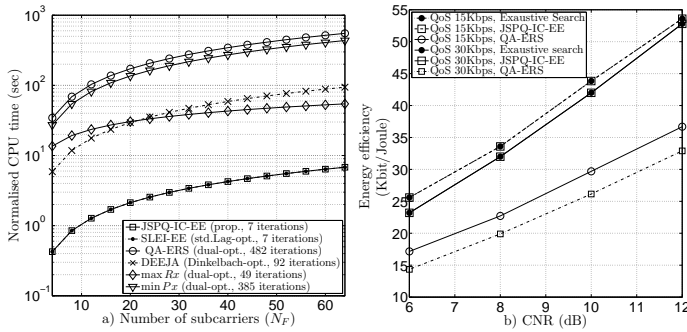 10^3
10^2
10^1
10^0
10^-1
Normalised CPU time (sec)
JSPQ-IC-EE (prop., 7 iterations)
SLEI-EE (std.Lag-opt., 7 iterations)
QA-ERS (dual-opt., 482 iterations)
DEEJA (Dinkelbach-opt., 92 iterations)
max Rx (dual-opt., 49 iterations)
min Px (dual-opt., 385 iterations)
10 20 30 40 50 60
a) Number of subcarriers (N_F)
60
55
50
45
40
35
30
25
20
15
10
Energy efficiency
(Kbit/Joule)
QoS 15Kbps, Exaustive Search
QoS 15Kbps, JSPQ-IC-EE
QoS 15Kbps, QA-ERS
QoS 30Kbps, Exaustive search
QoS 30Kbps, JSPQ-IC-EE
QoS 30Kbps, QA-ERS
6 8 10 12
b) CNR (dB)